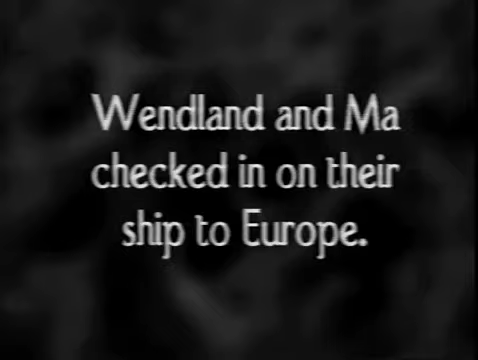 Wendland and Ma
checked in on their
ship to Europe.